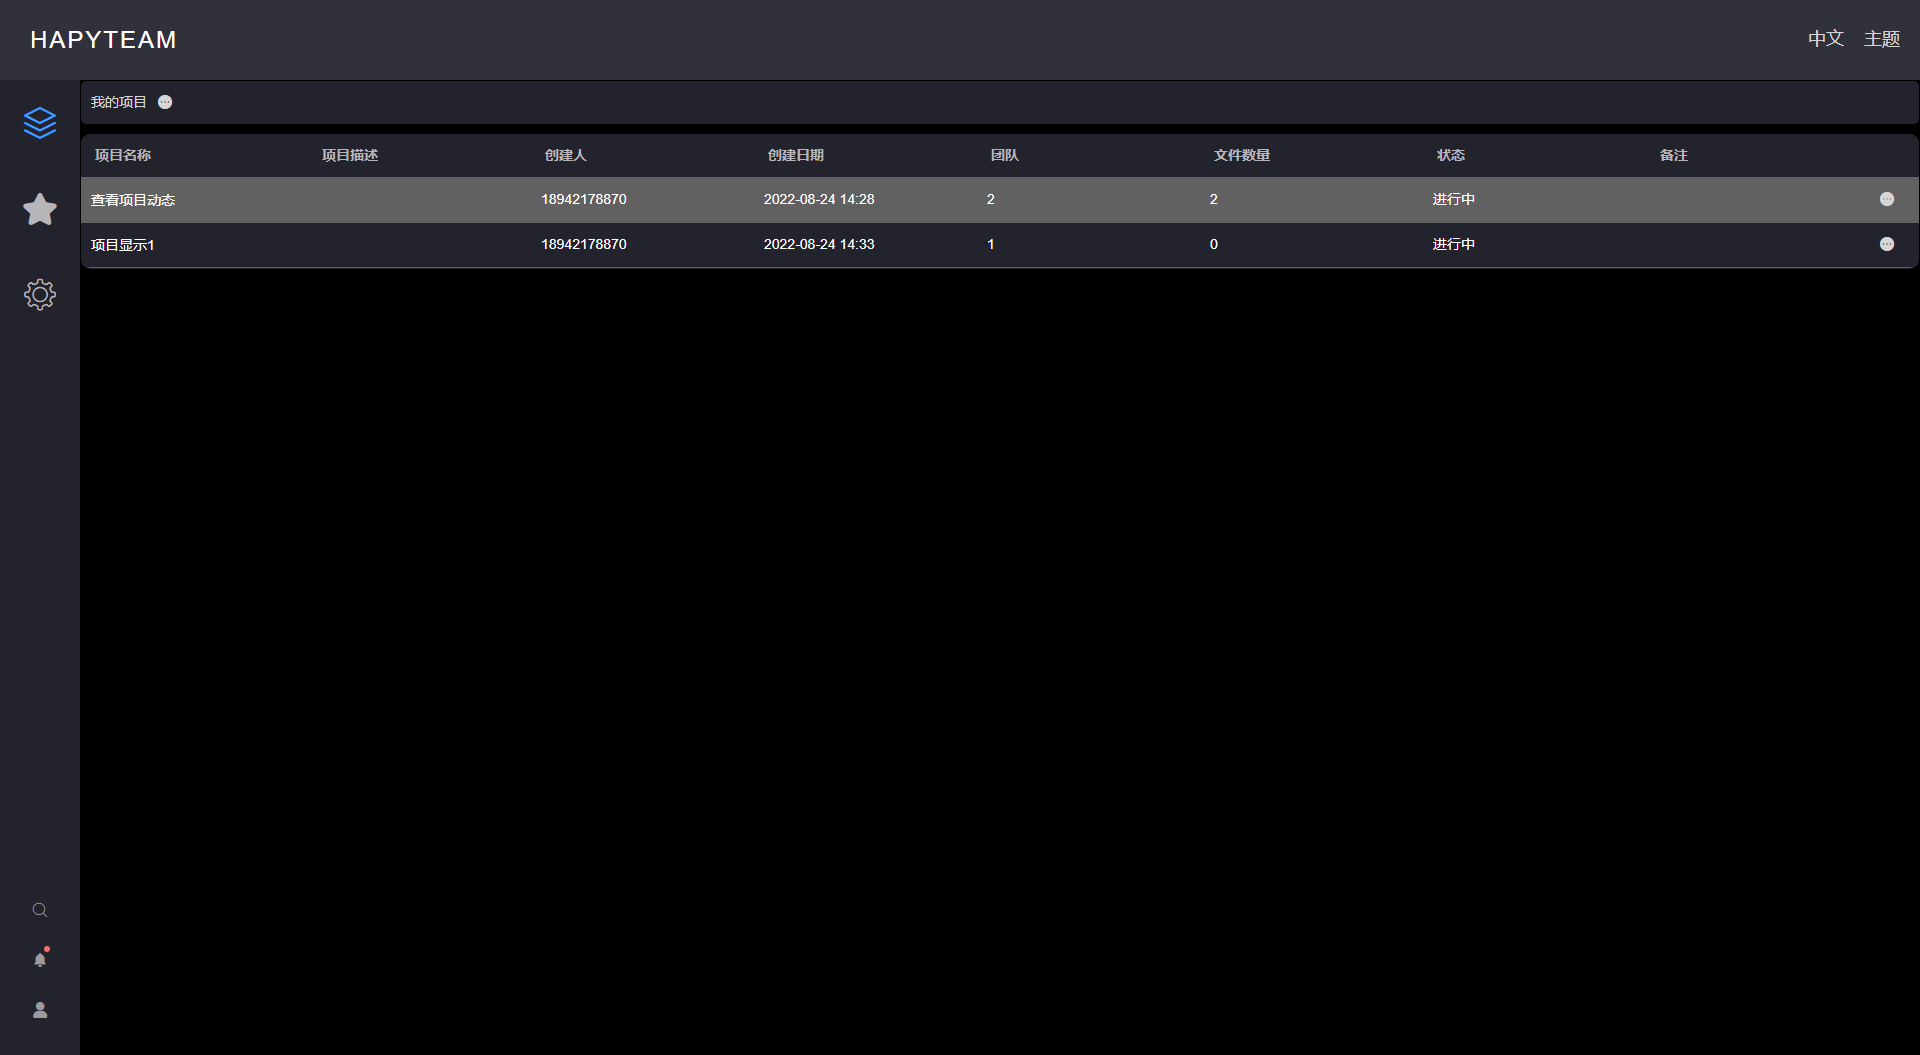 HAPYTEAM
中文 主题
我的项目
项目名称 项目描述 创建人 创建日期 团队 文件数量 状态 备注
查看项目动态 18942178870 2022-08-24 14:28 2 2 进行中
项目显示1 18942178870 2022-08-24 14:33 1 0 进行中